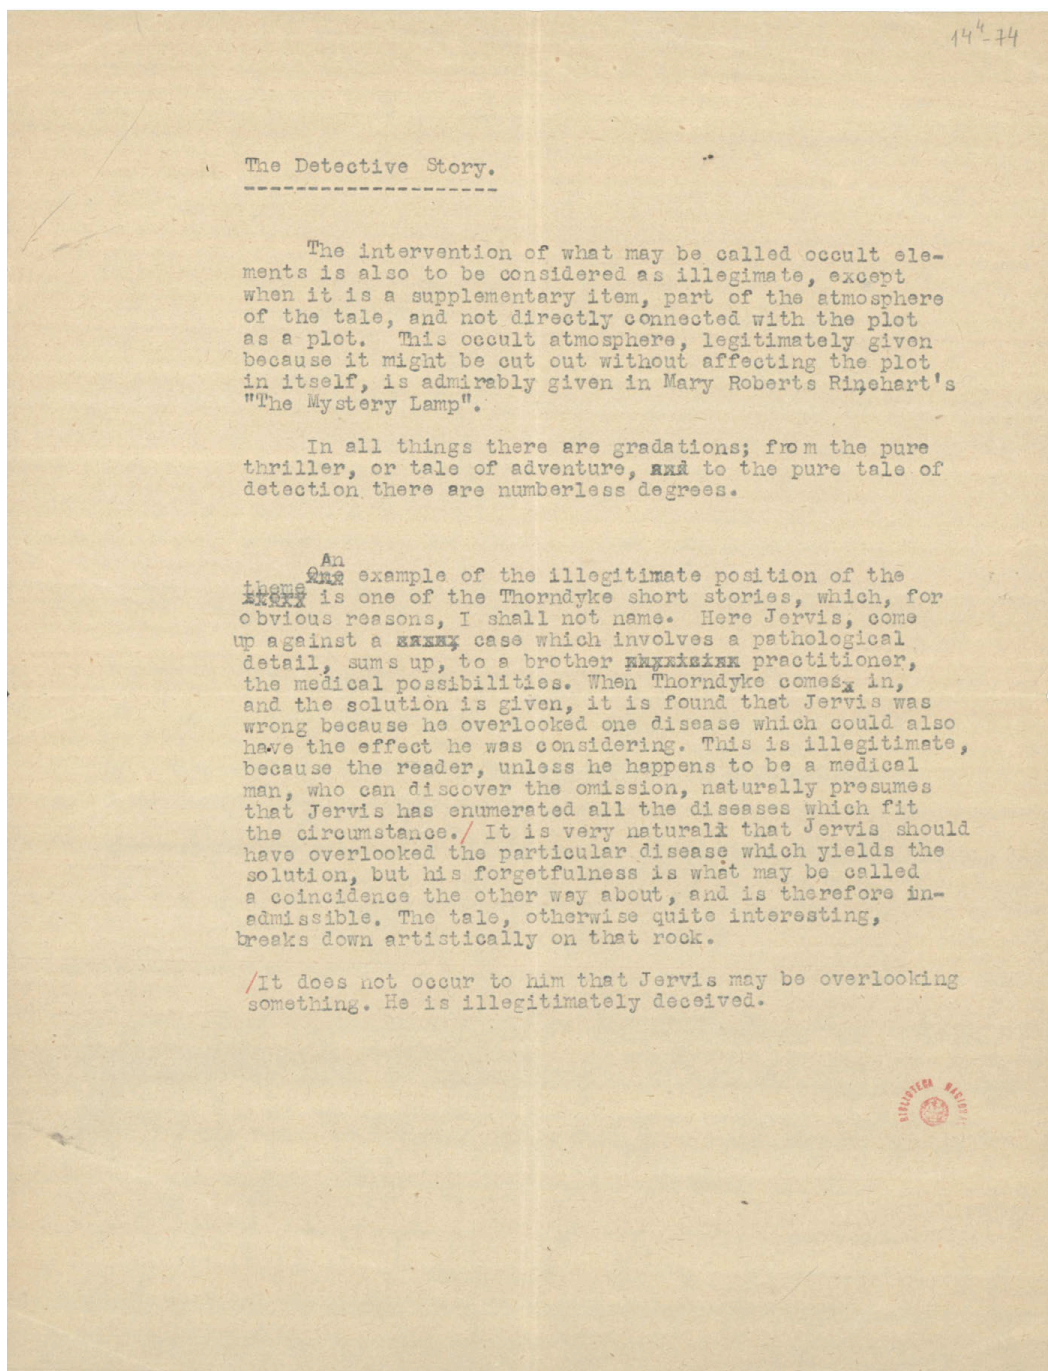 14⁴-74
The Detective Story.
--------------------
The intervention of what may be called occult ele-
ments is also to be considered as illegimate, except
when it is a supplementary item, part of the atmosphere
of the tale, and not directly connected with the plot
as a plot. This occult atmosphere, legitimately given
because it might be cut out without affecting the plot
in itself, is admirably given in Mary Roberts Rinehart's
"The Mystery Lamp".
In all things there are gradations; from the pure
thriller, or tale of adventure, and to the pure tale of
detection there are numberless degrees.
An
One example of the illegitimate position of the
theme
is one of the Thorndyke short stories, which, for
obvious reasons, I shall not name. Here Jervis, come
up against a case which involves a pathological
detail, sums up, to a brother practitioner,
the medical possibilities. When Thorndyke comes in,
and the solution is given, it is found that Jervis was
wrong because he overlooked one disease which could also
have the effect he was considering. This is illegitimate,
because the reader, unless he happens to be a medical
man, who can discover the omission, naturally presumes
that Jervis has enumerated all the diseases which fit
the circumstance./ It is very natural that Jervis should
have overlooked the particular disease which yields the
solution, but his forgetfulness is what may be called
a coincidence the other way about, and is therefore in-
admissible. The tale, otherwise quite interesting,
breaks down artistically on that rock.
/It does not occur to him that Jervis may be overlooking
something. He is illegitimately deceived.
BIBLIOTECA NACIONAL